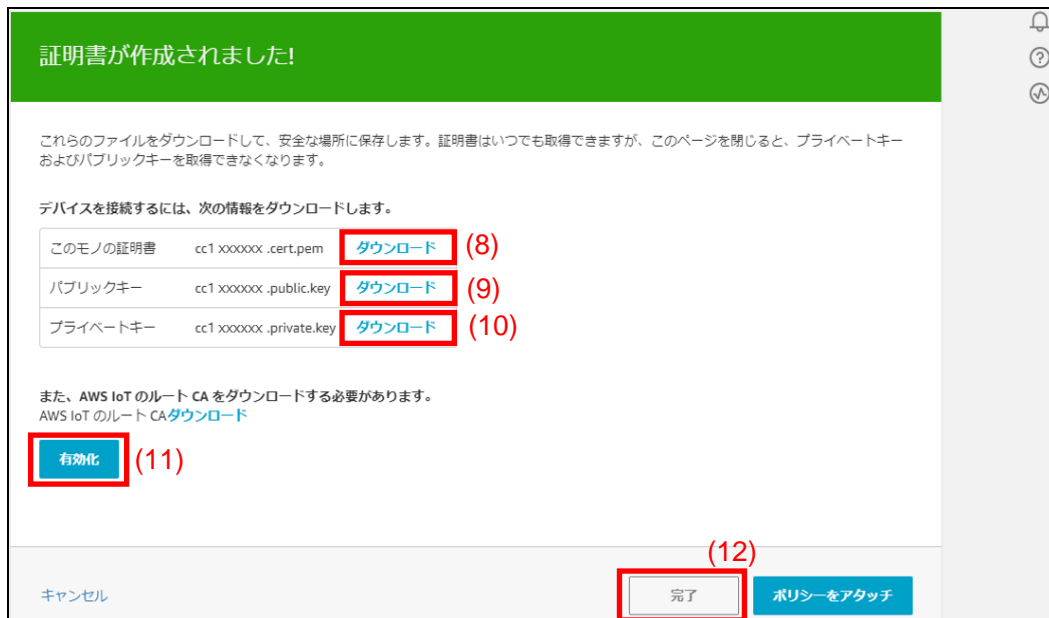 証明書が作成されました!
これらのファイルをダウンロードして、安全な場所に保存します。証明書はいつでも取得できますが、このページを閉じると、プライベートキー
およびパブリックキーを取得できなくなります。
デバイスを接続するには、次の情報をダウンロードします。
このモノの証明書 cc1 xxxxxx .cert.pem ダウンロード (8)
パブリックキー cc1 xxxxxx .public.key ダウンロード (9)
プライベートキー cc1 xxxxxx .private.key ダウンロード (10)
また、AWS IoT のルート CA をダウンロードする必要があります。
AWS IoT のルート CAダウンロード
有効化 (11)
(12)
キャンセル 完了 ポリシーをアタッチ